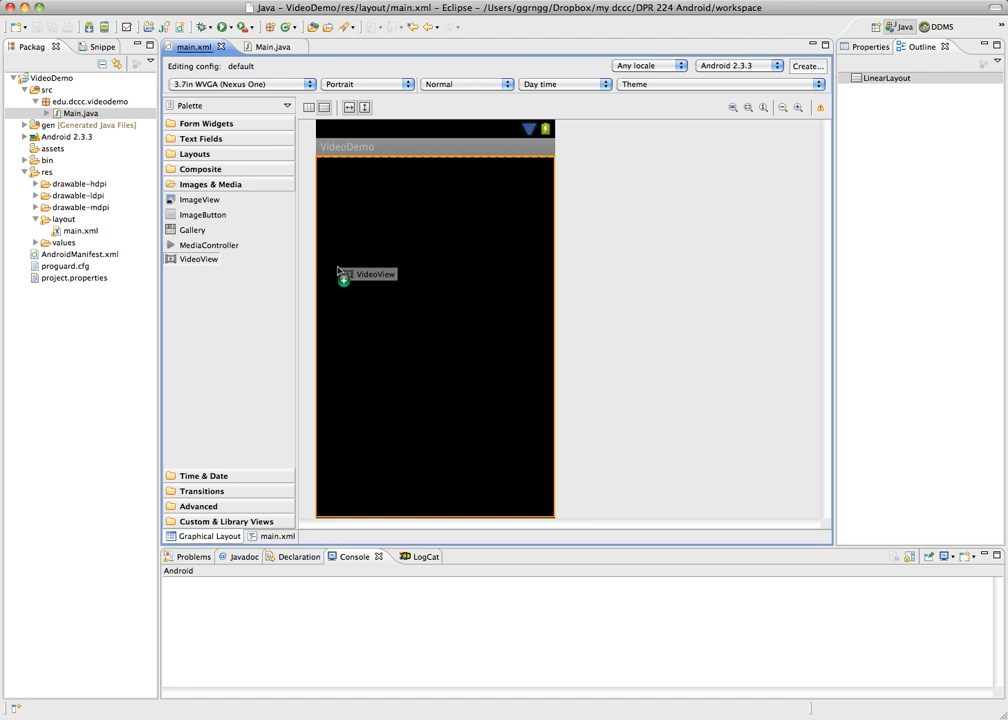 Java – VideoDemo/res/layout/main.xml – Eclipse – /Users/ggrngg/Dropbox/my dccc/DPR 224 Android/workspace
Java
DDMS
Packag
Snippe
main.xml
Main.java
Properties
Outline
Editing config: default
Any locale
Android 2.3.3
Create...
3.7in WVGA (Nexus One)
Portrait
Normal
Day time
Theme
VideoDemo
src
edu.dccc.videodemo
Main.java
gen [Generated Java Files]
Android 2.3.3
assets
bin
res
drawable-hdpi
drawable-ldpi
drawable-mdpi
layout
main.xml
values
AndroidManifest.xml
proguard.cfg
project.properties
Palette
Form Widgets
Text Fields
Layouts
Composite
Images & Media
ImageView
ImageButton
Gallery
MediaController
VideoView
Time & Date
Transitions
Advanced
Custom & Library Views
Graphical Layout
main.xml
VideoDemo
VideoView
LinearLayout
Problems
Javadoc
Declaration
Console
LogCat
Android